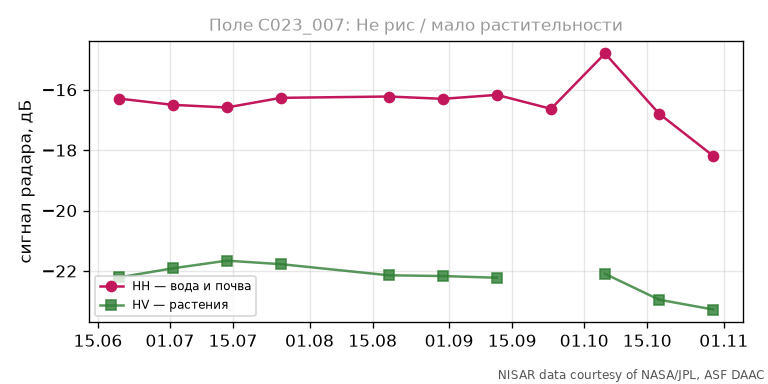 Поле C023_007: Не рис / мало растительности
сигнал радара, дБ
−16
−18
−20
−22
HH — вода и почва
HV — растения
15.06 01.07 15.07 01.08 15.08 01.09 15.09 01.10 15.10 01.11
NISAR data courtesy of NASA/JPL, ASF DAAC